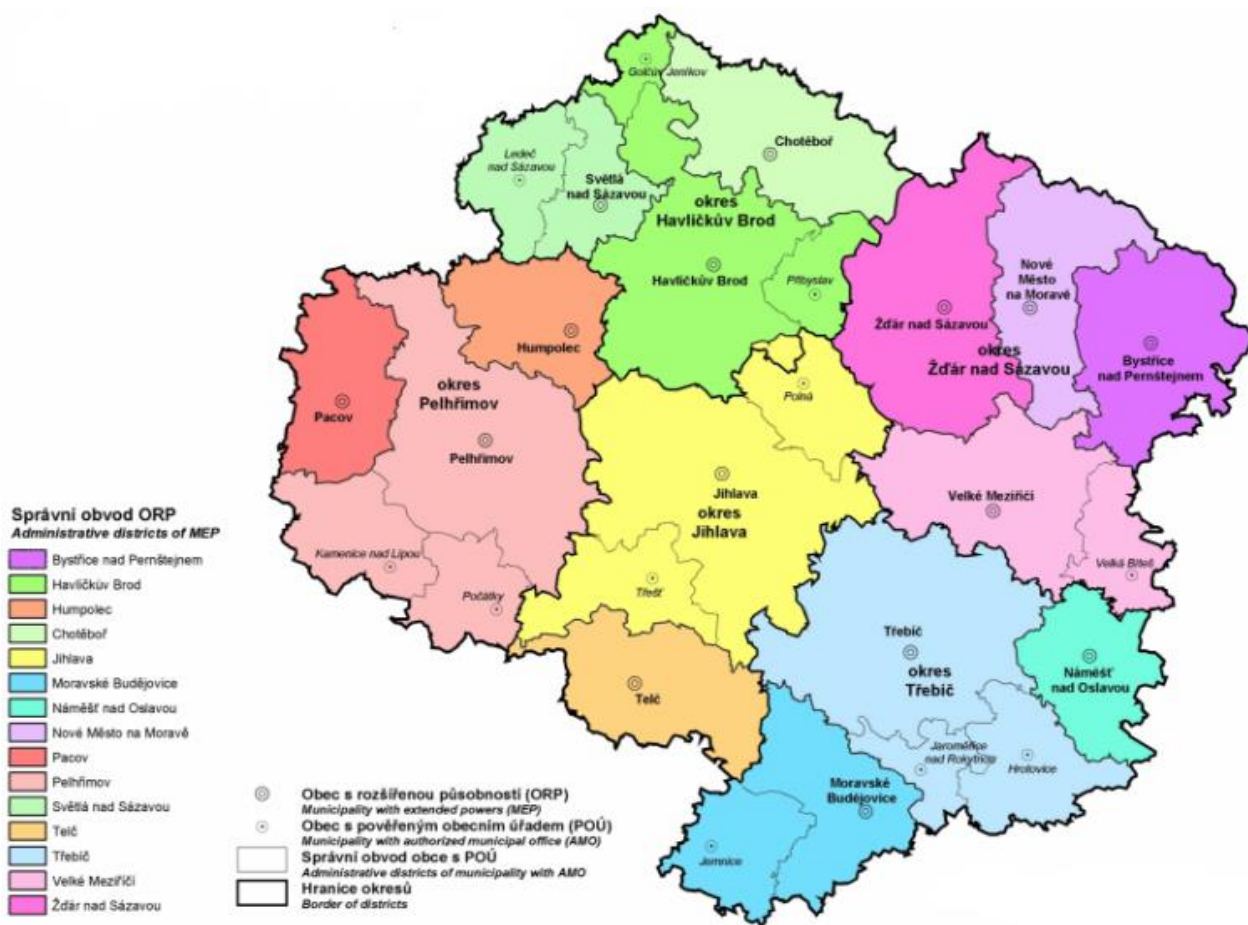 Golčův Jeníkov
Chotěboř
Ledeč
nad Sázavou
Světlá
nad Sázavou
okres
Havlíčkův Brod
Havlíčkův Brod
Přibyslav
Nové
Město
na Moravě
Žďár nad Sázavou
okres
Žďár nad Sázavou
Bystřice
nad Pernštejnem
Humpolec
okres
Pelhřimov
Pacov
Pelhřimov
Polná
Jihlava
okres
Jihlava
Velké Meziříčí
Velká Bíteš
Kamenice nad Lipou
Počátky
Třešť
Třebíč
okres
Třebíč
Náměšť
nad Oslavou
Telč
Jaroměřice
nad Rokytnou
Hrotovice
Moravské
Budějovice
Jemnice
Správní obvod ORP
Administrative districts of MEP
Bystřice nad Pernštejnem
Havlíčkův Brod
Humpolec
Chotěboř
Jihlava
Moravské Budějovice
Náměšť nad Oslavou
Nové Město na Moravě
Pacov
Pelhřimov
Světlá nad Sázavou
Telč
Třebíč
Velké Meziříčí
Žďár nad Sázavou
Obec s rozšířenou působností (ORP)
Municipality with extended powers (MEP)
Obec s pověřeným obecním úřadem (POÚ)
Municipality with authorized municipal office (AMO)
Správní obvod obce s POÚ
Administrative districts of municipality with AMO
Hranice okresů
Border of districts